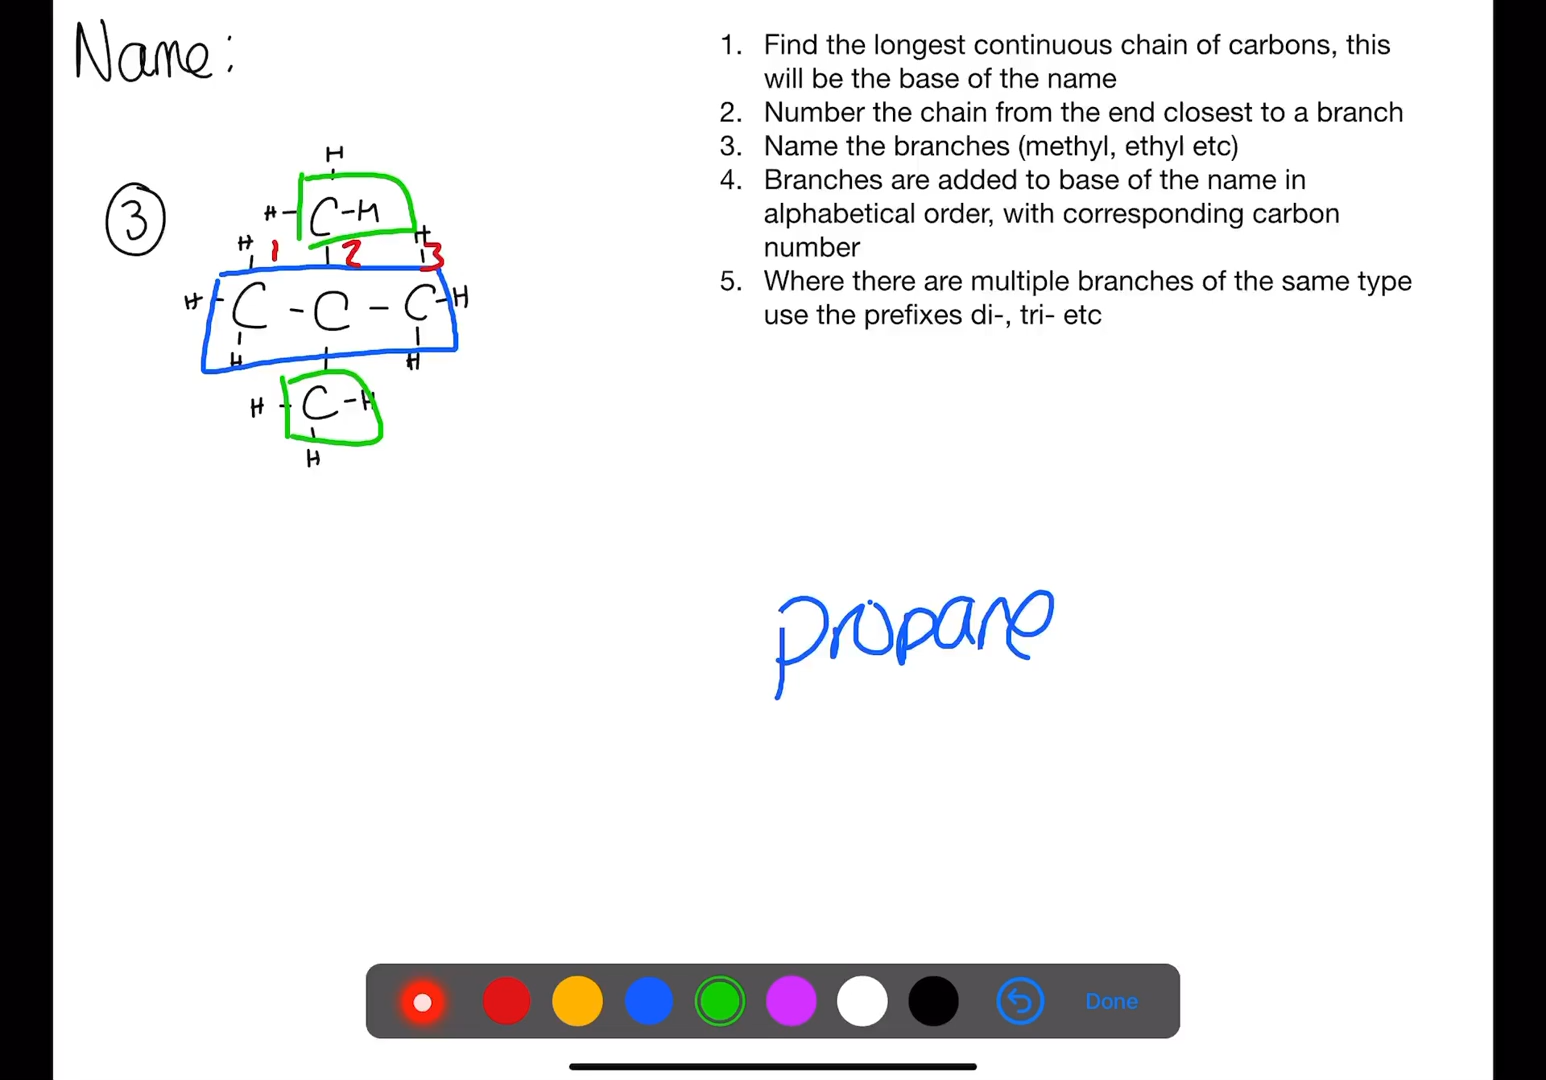 Name:
1. Find the longest continuous chain of carbons, this
will be the base of the name
2. Number the chain from the end closest to a branch
3. Name the branches (methyl, ethyl etc)
4. Branches are added to base of the name in
alphabetical order, with corresponding carbon
number
5. Where there are multiple branches of the same type
use the prefixes di-, tri- etc
3
H
H - C - H
H 1 2 H 3
H - C - C - C - H
H H
H - C - H
H
propane
Done